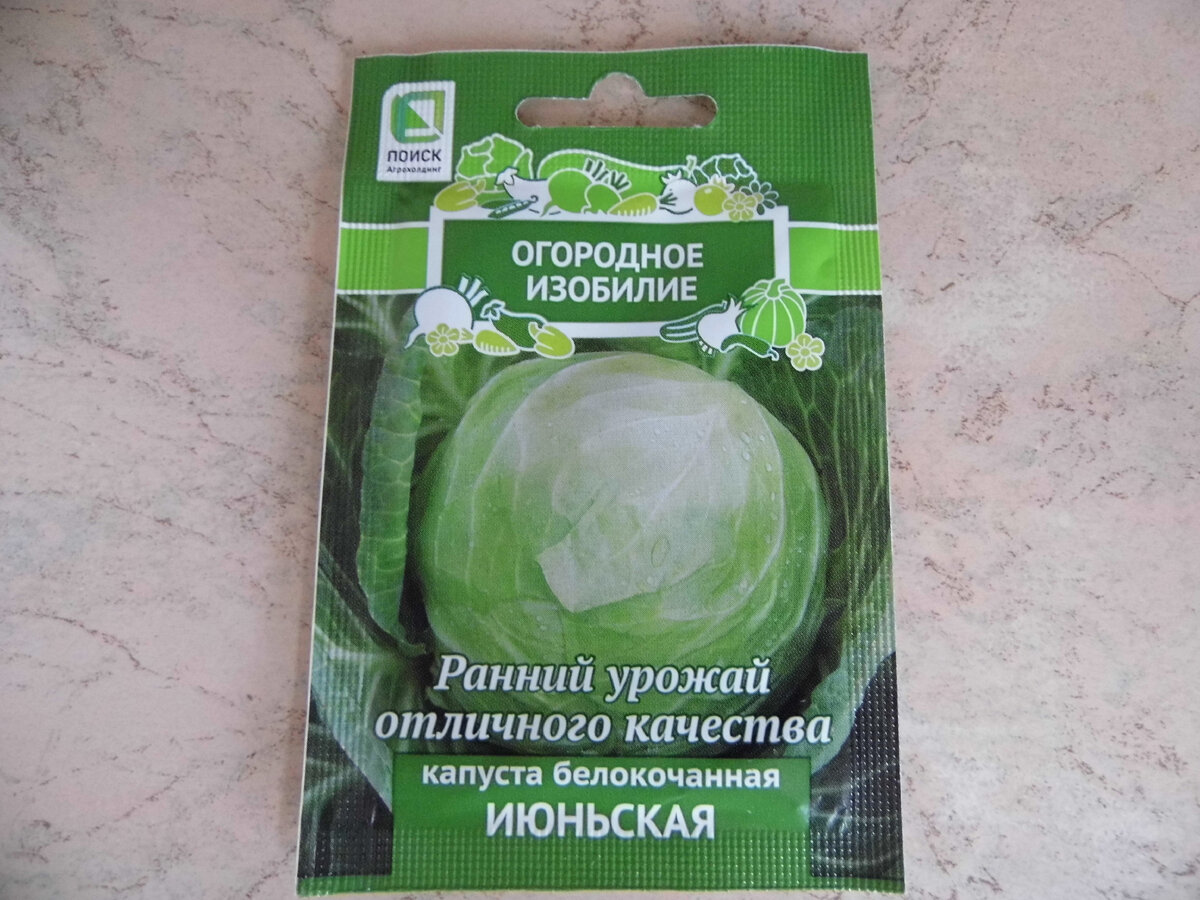 ПОИСК
Агрохолдинг
ОГОРОДНОЕ
ИЗОБИЛИЕ
Ранний урожай
отличного качества
капуста белокочанная
ИЮНЬСКАЯ